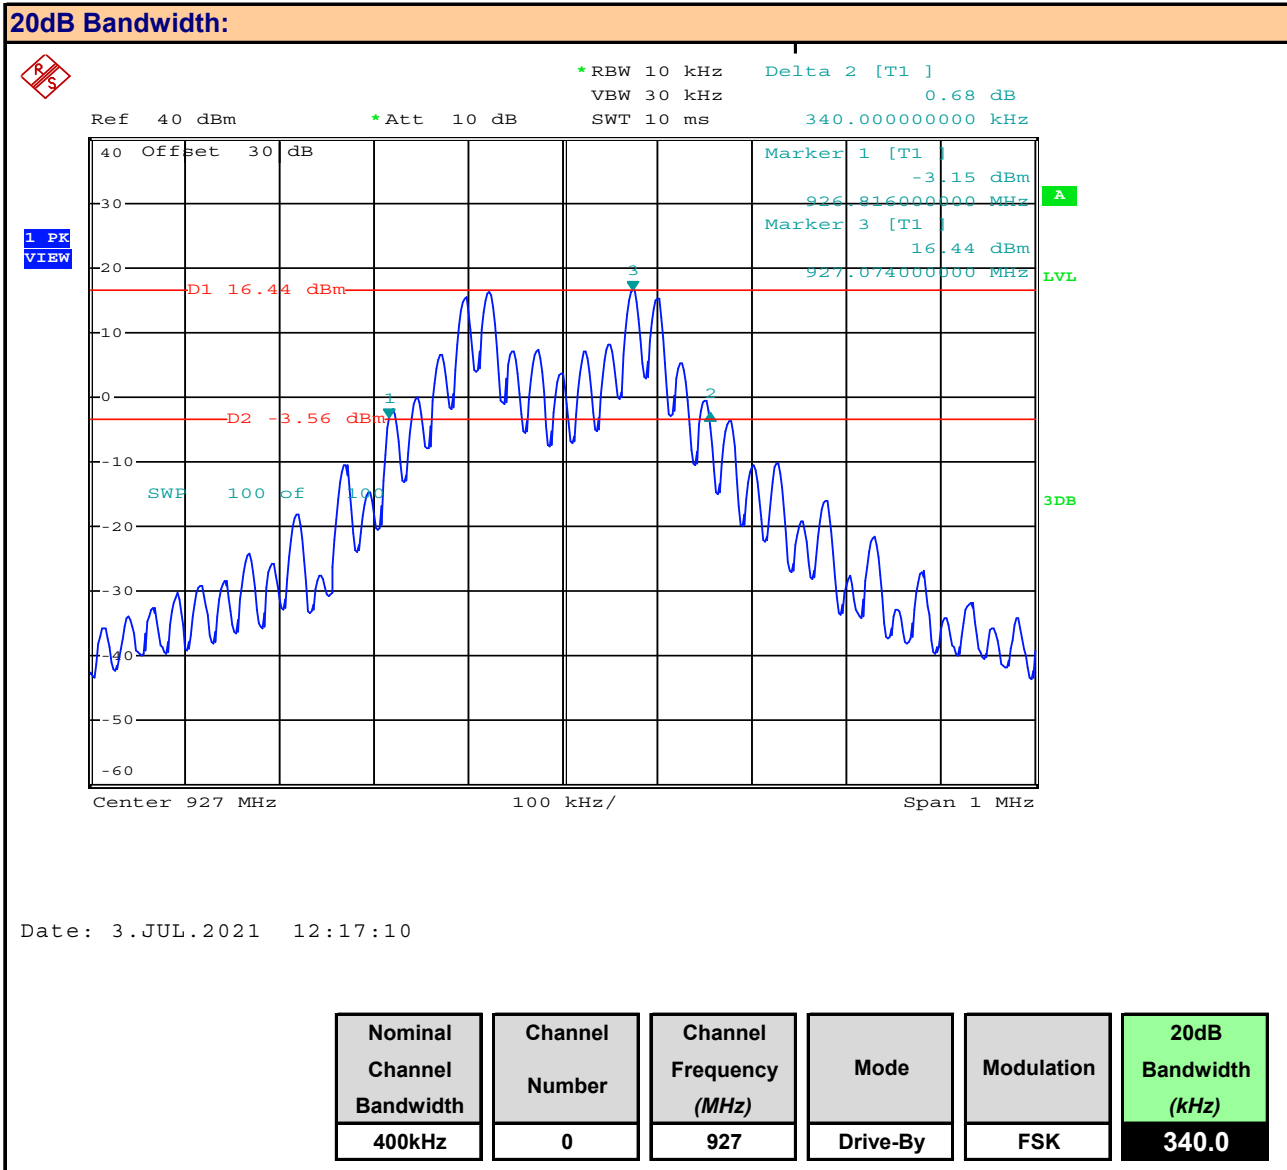 20dB Bandwidth:
R S
*RBW 10 kHz Delta 2 [T1 ]
VBW 30 kHz 0.68 dB
Ref 40 dBm *Att 10 dB SWT 10 ms 340.000000000 kHz
40 Offset 30 dB Marker 1 [T1 ]
-3.15 dBm
30 926.816000000 MHz A
Marker 3 [T1 ]
1 PK 16.44 dBm
VIEW
20 3 927.074000000 MHz LVL
D1 16.44 dBm
10
0 1 2
D2 -3.56 dBm
-10
SWP 100 of 100 3DB
-20
-30
-40
-50
-60
Center 927 MHz 100 kHz/ Span 1 MHz
Date: 3.JUL.2021 12:17:10
Nominal Channel Bandwidth Channel Number Channel Frequency (MHz) Mode Modulation 20dB Bandwidth (kHz)
400kHz 0 927 Drive-By FSK 340.0